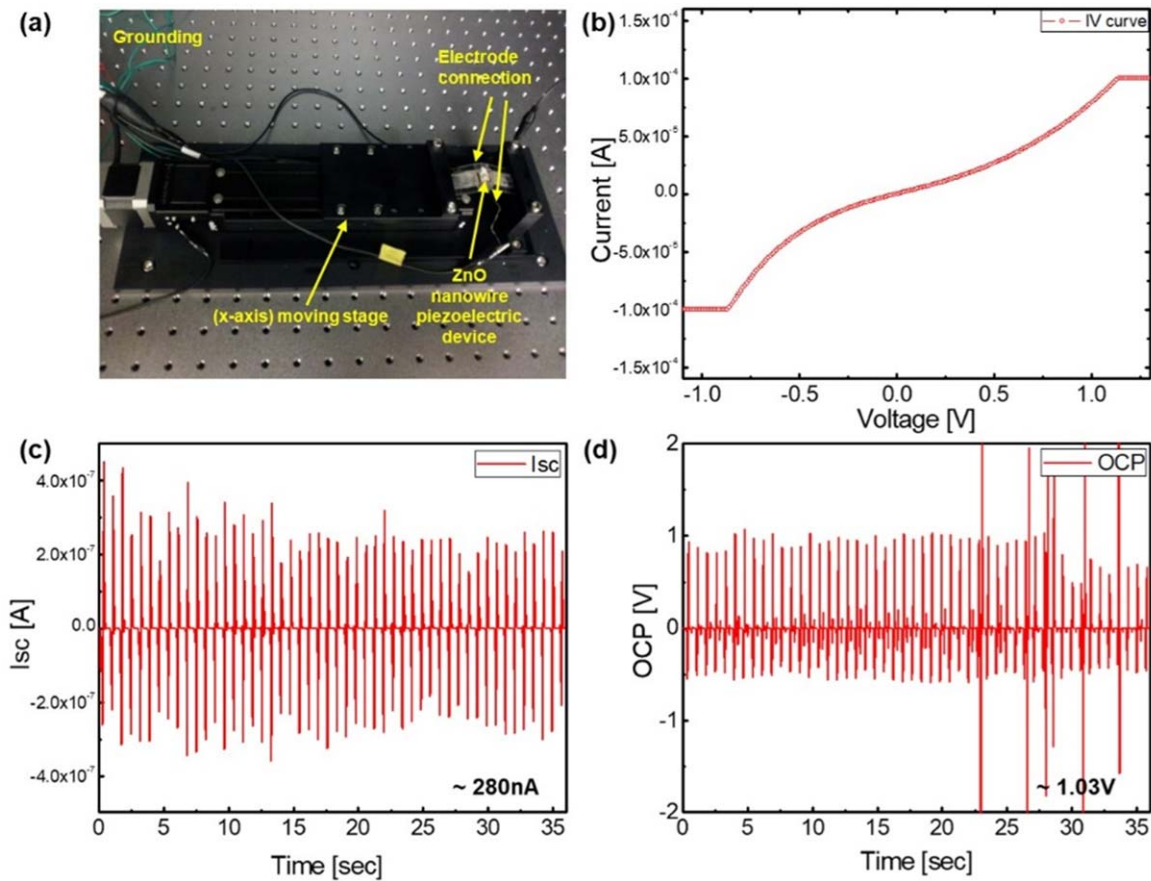 (a)
Grounding
Electrode
connection
ZnO
nanowire
piezoelectric
device
(x-axis) moving stage
(b)
IV curve
1.5x10⁻⁴
1.0x10⁻⁴
5.0x10⁻⁵
0.0
-5.0x10⁻⁵
-1.0x10⁻⁴
-1.5x10⁻⁴
Current [A]
-1.0 -0.5 0.0 0.5 1.0
Voltage [V]
(c)
Isc
4.0x10⁻⁷
2.0x10⁻⁷
0.0
-2.0x10⁻⁷
-4.0x10⁻⁷
Isc [A]
~ 280nA
0 5 10 15 20 25 30 35
Time [sec]
(d)
OCP
2
1
0
-1
-2
OCP [V]
~ 1.03V
0 5 10 15 20 25 30 35
Time [sec]